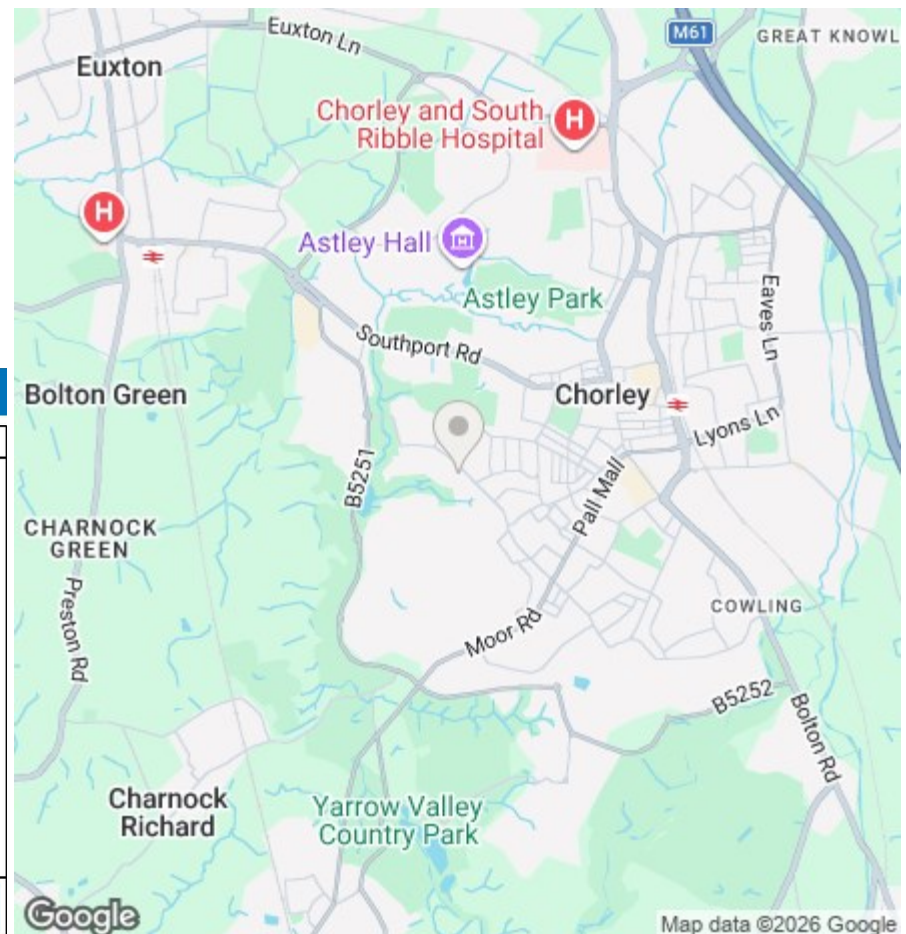 M61
GREAT KNOWL
Euxton Ln
Euxton
Chorley and South
Ribble Hospital
H
H
Astley Hall
Astley Park
Eaves Ln
Southport Rd
Bolton Green
Chorley
Lyons Ln
B5251
Pall Mall
CHARNOCK
GREEN
Preston Rd
COWLING
Moor Rd
B5252
Bolton Rd
Charnock
Richard
Yarrow Valley
Country Park
Google
Map data ©2026 Google